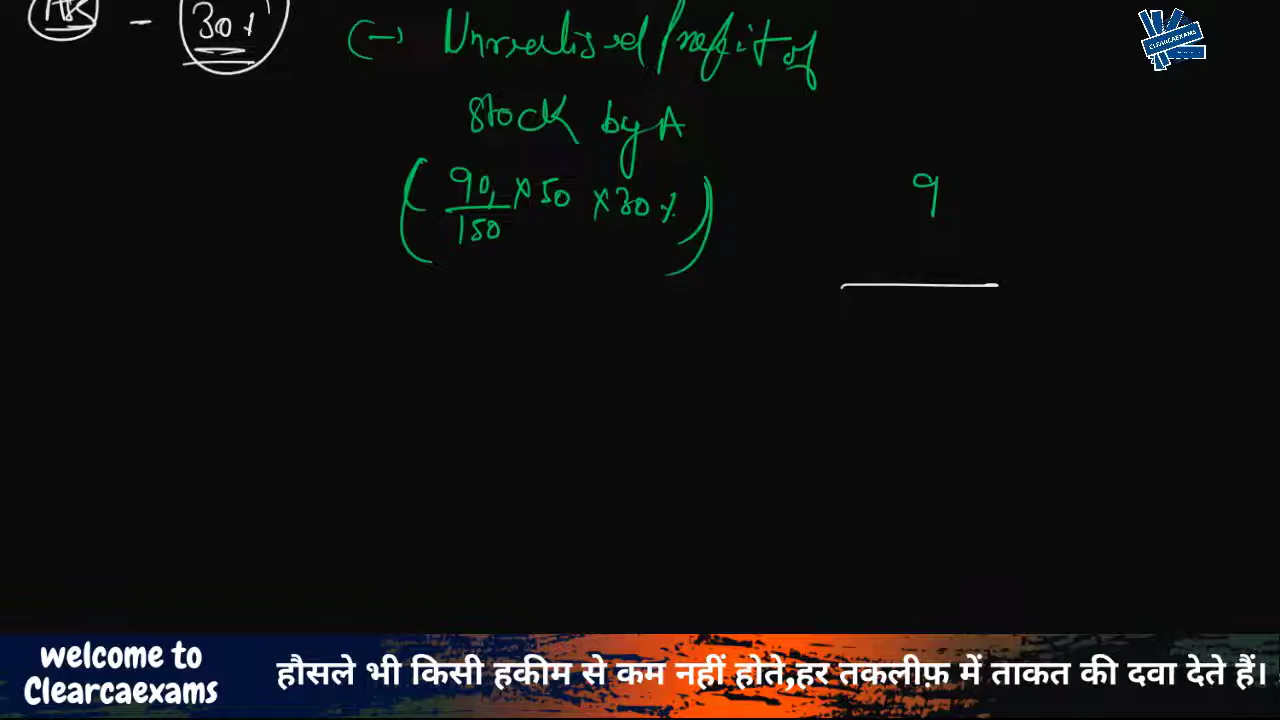 - 30%
(-) Unrealised Profit of
stock by A
(90/150 × 50 × 30%) 9
CLEARCAEXAMS
welcome to
Clearcaexams
हौसले भी किसी हकीम से कम नहीं होते,हर तकलीफ़ में ताकत की दवा देते हैं।